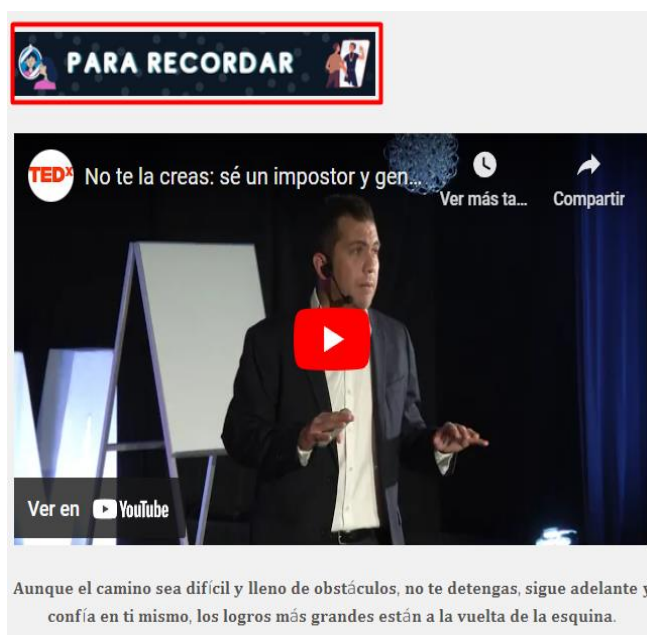 PARA RECORDAR
TEDx No te la creas: sé un impostor y gen...
Ver más ta...
Compartir
Ver en YouTube
Aunque el camino sea difícil y lleno de obstáculos, no te detengas, sigue adelante y
confía en ti mismo, los logros más grandes están a la vuelta de la esquina.